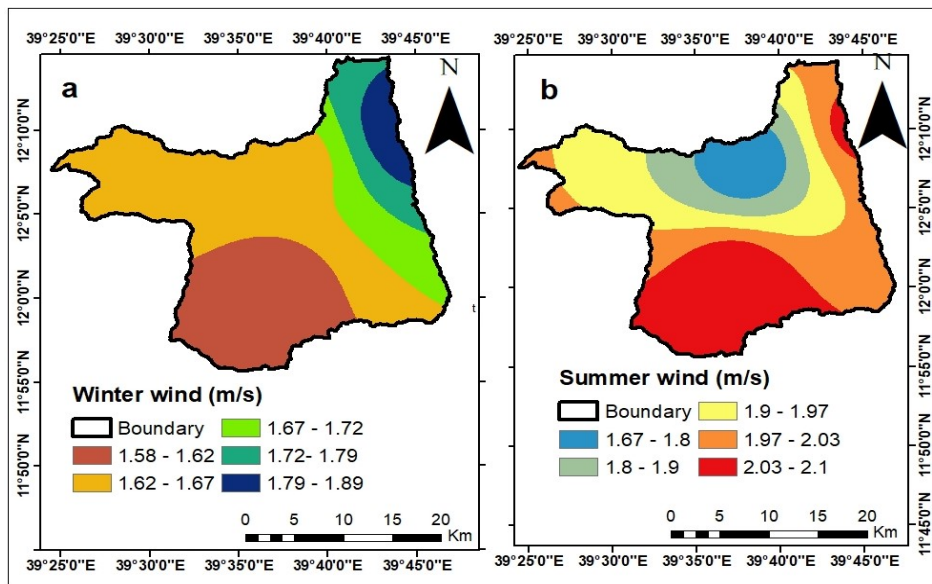 39°25'0"E 39°30'0"E 39°35'0"E 39°40'0"E 39°45'0"E
a
N
12°10'0"N
12°5'0"N
12°0'0"N
11°55'0"N
11°50'0"N
t
Winter wind (m/s)
Boundary
1.58 - 1.62
1.62 - 1.67
1.67 - 1.72
1.72- 1.79
1.79 - 1.89
0 5 10 15 20
Km
39°25'0"E 39°30'0"E 39°35'0"E 39°40'0"E 39°45'0"E
39°25'0"E 39°30'0"E 39°35'0"E 39°40'0"E 39°45'0"E
b
N
12°10'0"N
12°5'0"N
12°0'0"N
11°55'0"N
11°50'0"N
11°45'0"N
Summer wind (m/s)
Boundary
1.67 - 1.8
1.8 - 1.9
1.9 - 1.97
1.97 - 2.03
2.03 - 2.1
0 5 10 15 20
Km
39°25'0"E 39°30'0"E 39°35'0"E 39°40'0"E 39°45'0"E